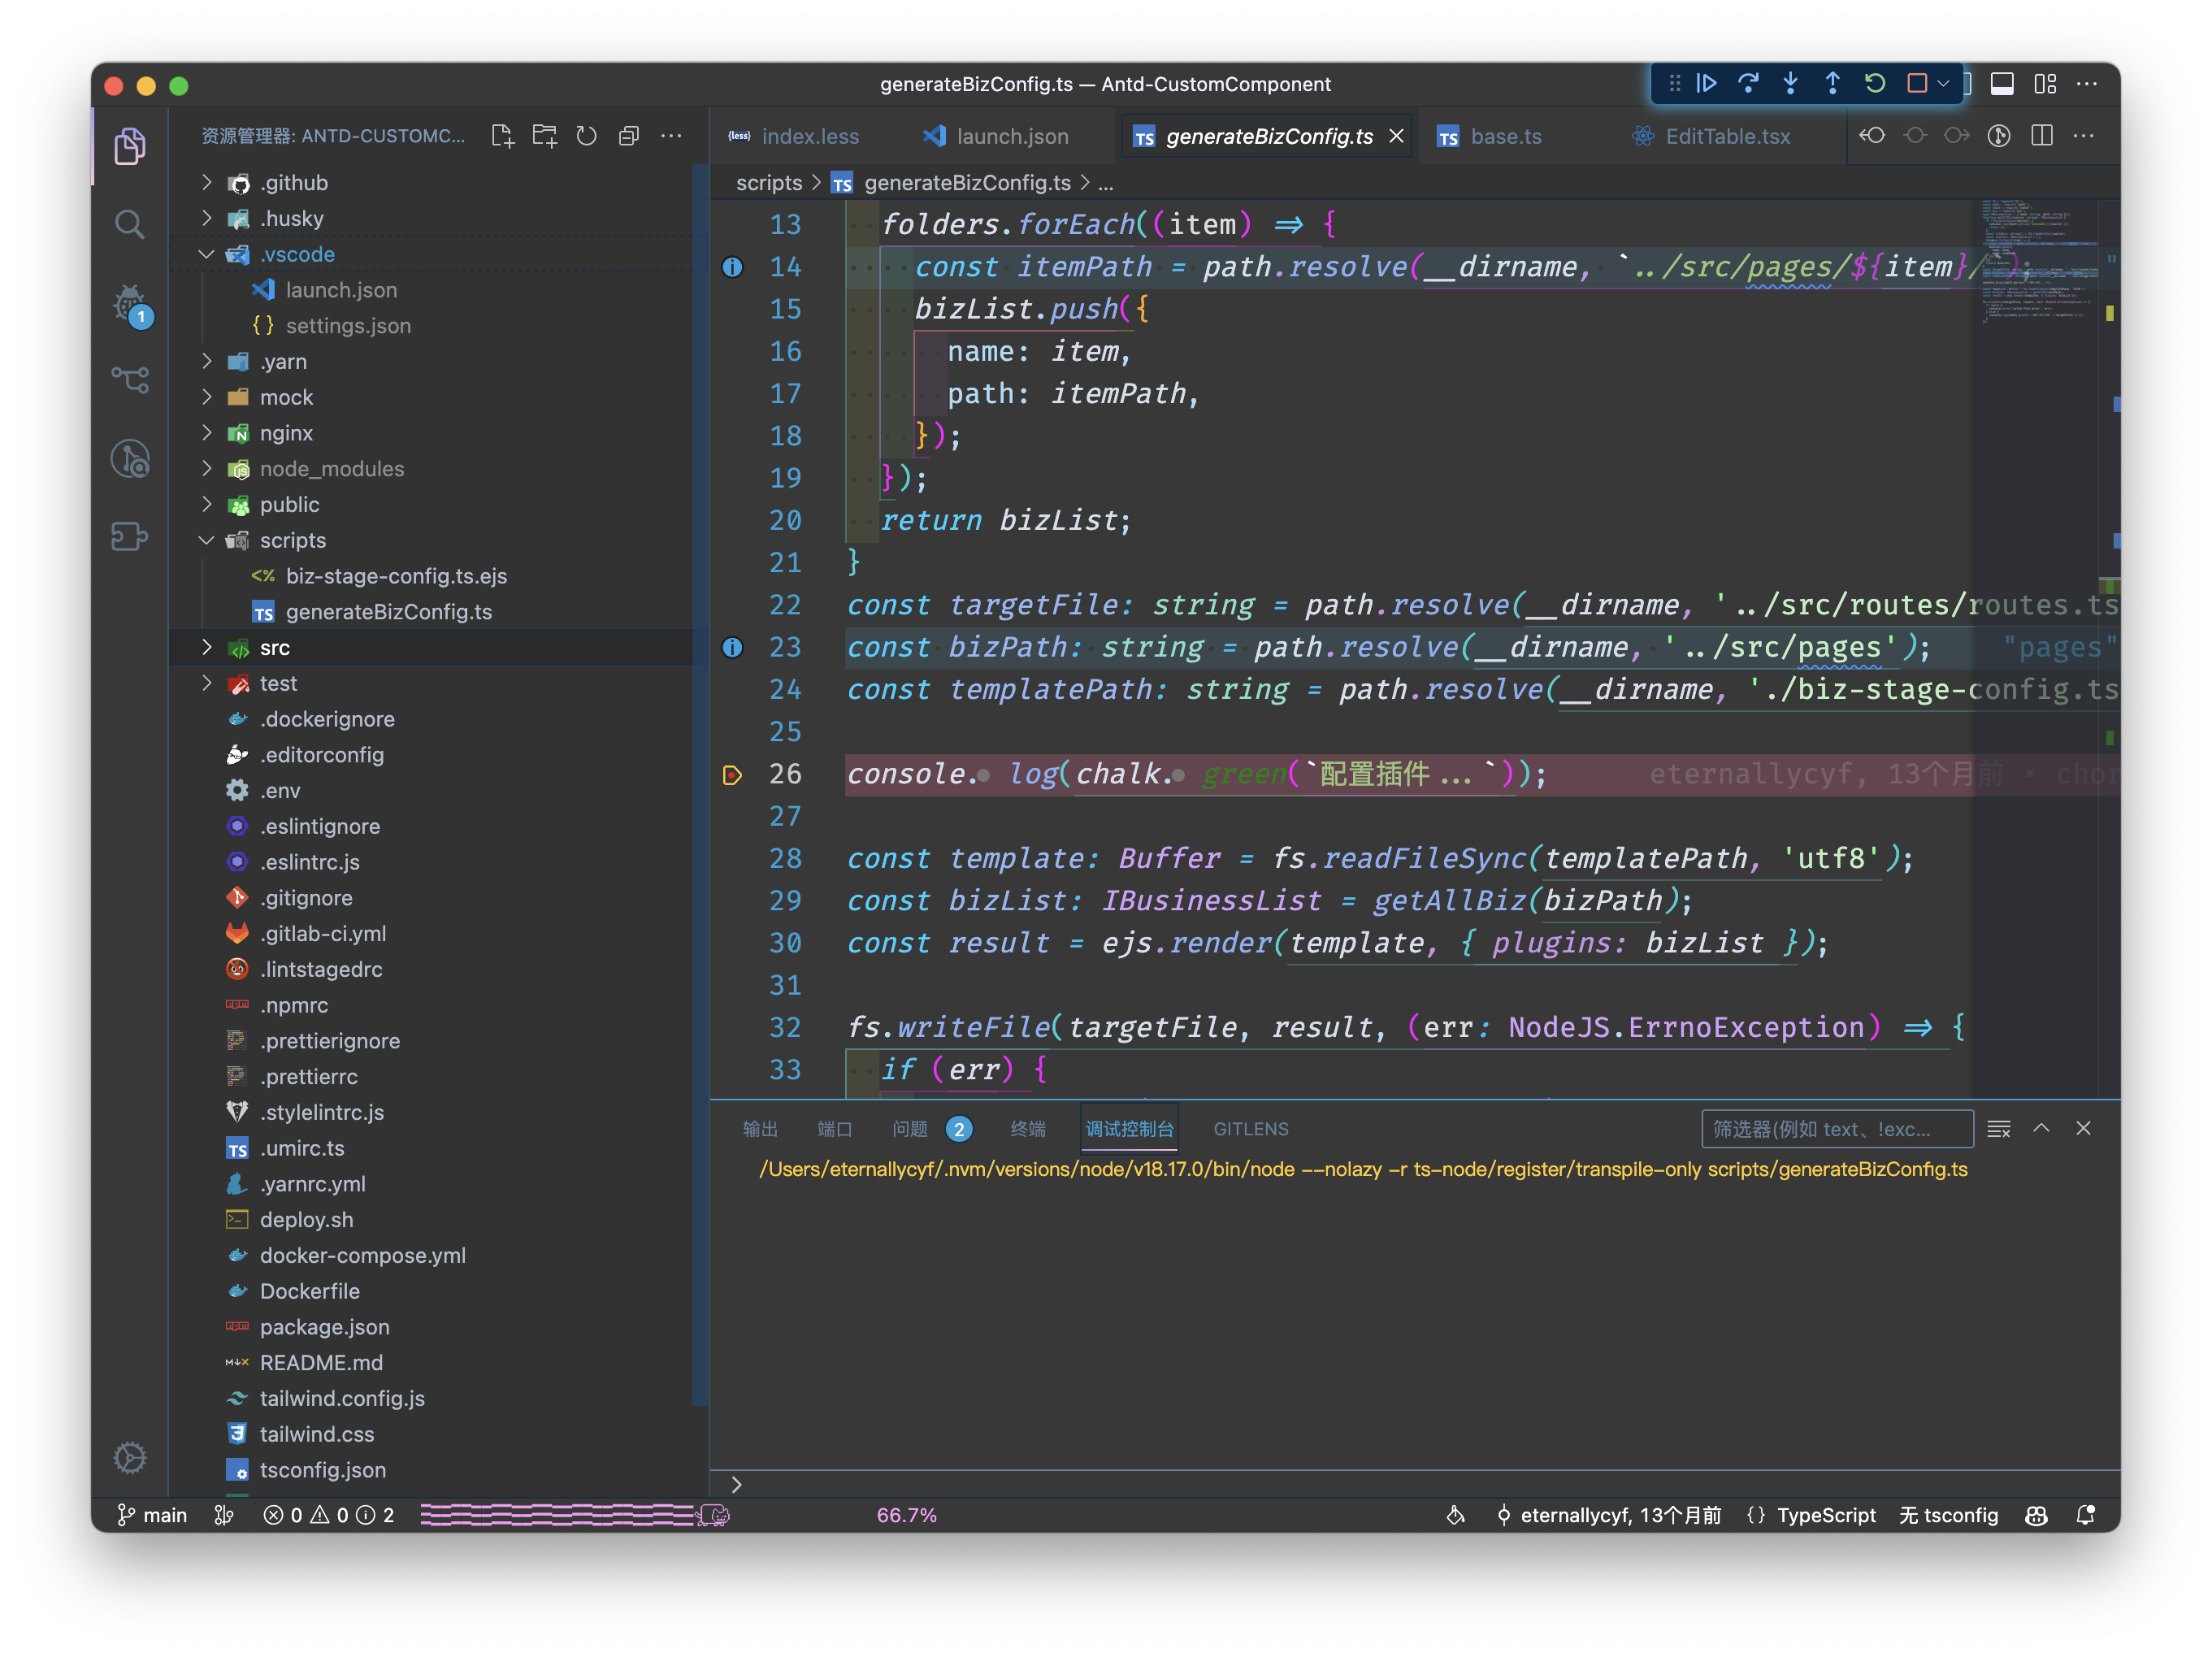 generateBizConfig.ts — Antd-CustomComponent
资源管理器: ANTD-CUSTOMC...
.github
.husky
.vscode
launch.json
settings.json
.yarn
mock
nginx
node_modules
public
scripts
biz-stage-config.ts.ejs
generateBizConfig.ts
src
test
.dockerignore
.editorconfig
.env
.eslintignore
.eslintrc.js
.gitignore
.gitlab-ci.yml
.lintstagedrc
.npmrc
.prettierignore
.prettierrc
.stylelintrc.js
.umirc.ts
.yarnrc.yml
deploy.sh
docker-compose.yml
Dockerfile
package.json
README.md
tailwind.config.js
tailwind.css
tsconfig.json
index.less
launch.json
generateBizConfig.ts
base.ts
EditTable.tsx
scripts > generateBizConfig.ts > ...
13 folders.forEach((item) => {
14 const itemPath = path.resolve(__dirname, `../src/pages/${item}/`);
15 bizList.push({
16 name: item,
17 path: itemPath,
18 });
19 });
20 return bizList;
21 }
22 const targetFile: string = path.resolve(__dirname, '../src/routes/routes.ts
23 const bizPath: string = path.resolve(__dirname, '../src/pages'); "pages"
24 const templatePath: string = path.resolve(__dirname, './biz-stage-config.ts
25
26 console. log(chalk. green(`配置插件 ...`)); eternallycyf, 13个月前 • chor
27
28 const template: Buffer = fs.readFileSync(templatePath, 'utf8');
29 const bizList: IBusinessList = getAllBiz(bizPath);
30 const result = ejs.render(template, { plugins: bizList });
31
32 fs.writeFile(targetFile, result, (err: NodeJS.ErrnoException) => {
33 if (err) {
输出
端口
问题 2
终端
调试控制台
GITLENS
筛选器(例如 text、!exc...
/Users/eternallycyf/.nvm/versions/node/v18.17.0/bin/node --nolazy -r ts-node/register/transpile-only scripts/generateBizConfig.ts
1
main
0 0 2
66.7%
eternallycyf, 13个月前
{} TypeScript
无 tsconfig